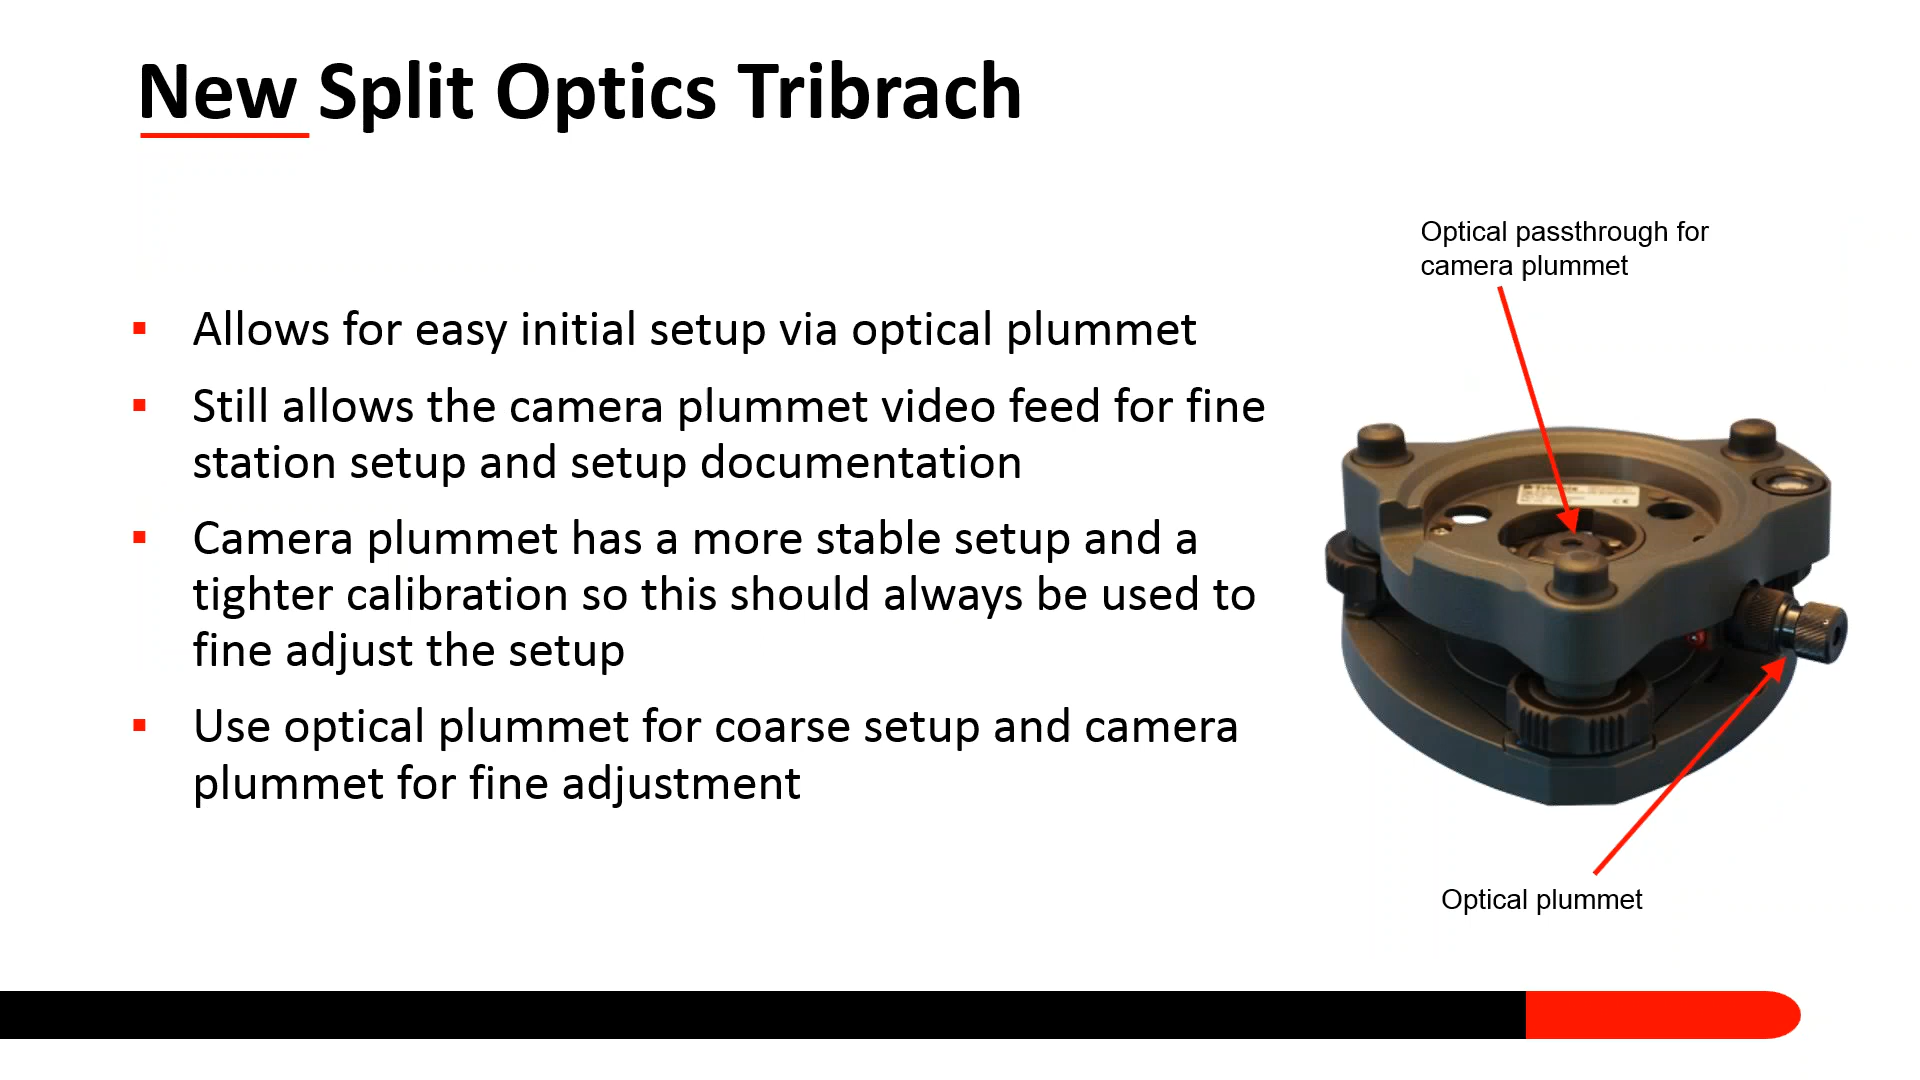 New Split Optics Tribrach
Optical passthrough for
camera plummet
▪ Allows for easy initial setup via optical plummet
▪ Still allows the camera plummet video feed for fine
station setup and setup documentation
▪ Camera plummet has a more stable setup and a
tighter calibration so this should always be used to
fine adjust the setup
▪ Use optical plummet for coarse setup and camera
plummet for fine adjustment
Optical plummet